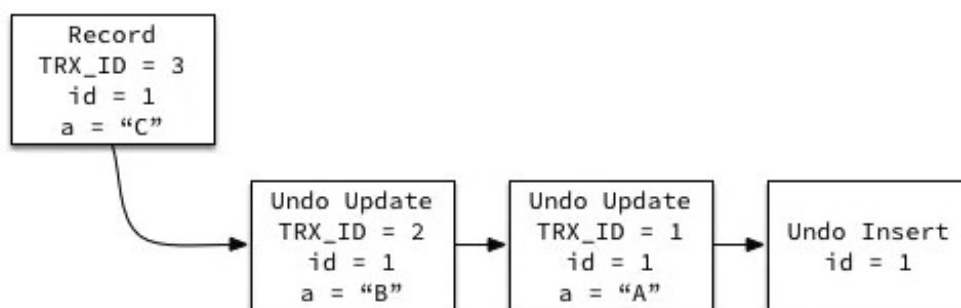 Record
TRX_ID = 3
id = 1
a = “C”
Undo Update
TRX_ID = 2
id = 1
a = “B”
Undo Update
TRX_ID = 1
id = 1
a = “A”
Undo Insert
id = 1